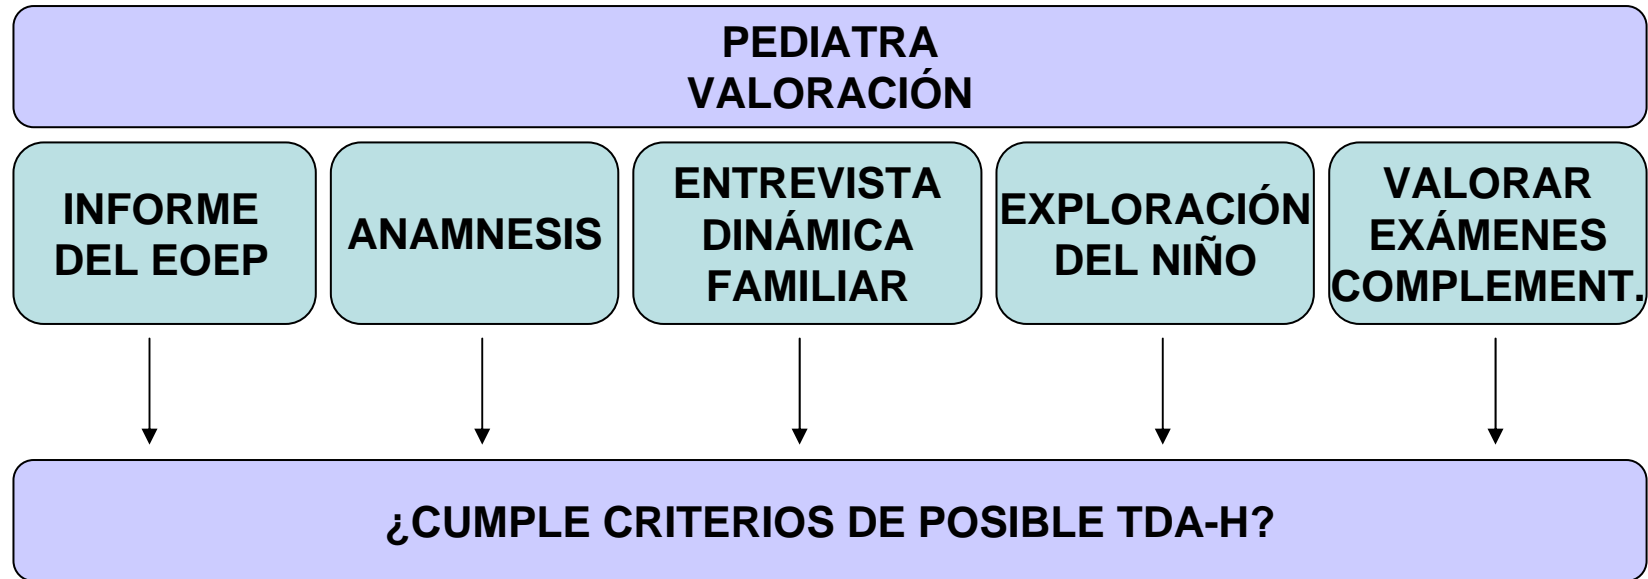 PEDIATRA
VALORACIÓN
INFORME
DEL EOEP
ANAMNESIS
ENTREVISTA
DINÁMICA
FAMILIAR
EXPLORACIÓN
DEL NIÑO
VALORAR
EXÁMENES
COMPLEMENT.
¿CUMPLE CRITERIOS DE POSIBLE TDA-H?